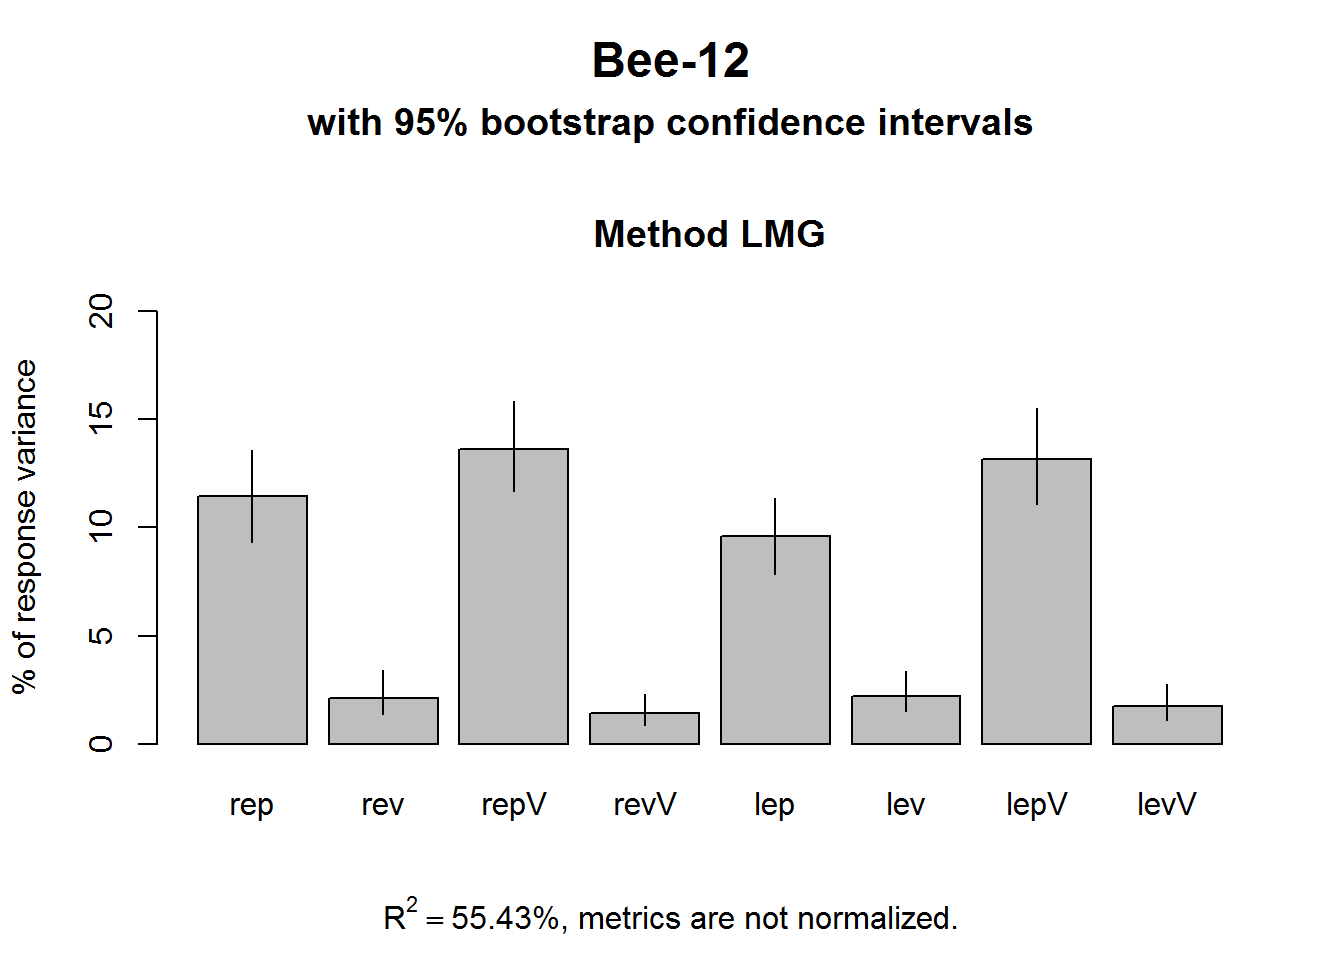 Bee-12
with 95% bootstrap confidence intervals
Method LMG
% of response variance
20
15
10
5
0
rep rev repV revV lep lev lepV levV
R² = 55.43%, metrics are not normalized.